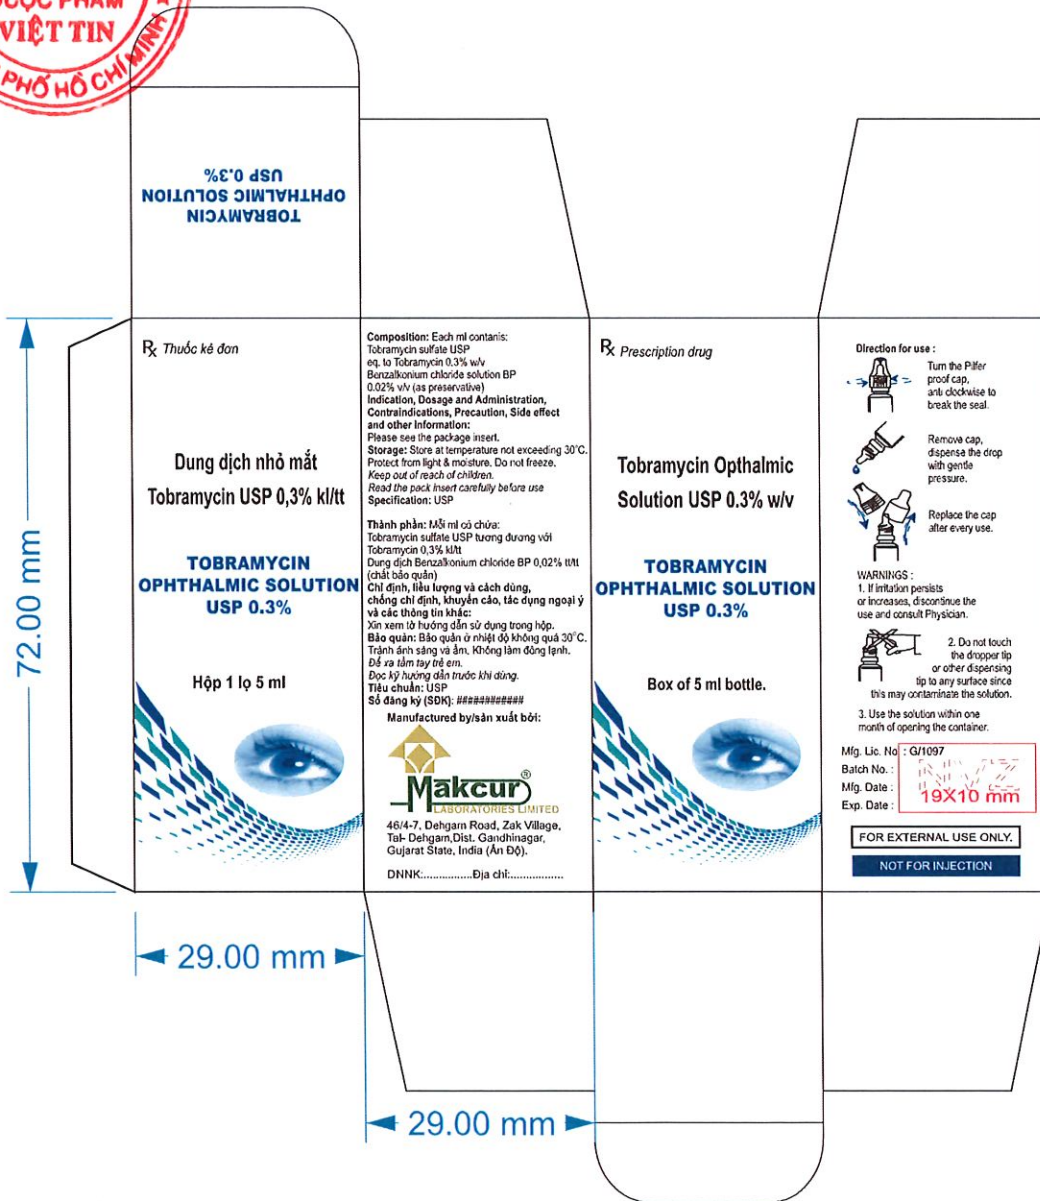 DƯỢC PHẨM
VIỆT TIN
PHỐ HỒ CHÍ MINH
TOBRAMYCIN
OPHTHALMIC SOLUTION
USP 0.3%
72.00 mm
Rx Thuốc kê đơn
Dung dịch nhỏ mắt
Tobramycin USP 0,3% kl/tt
TOBRAMYCIN
OPHTHALMIC SOLUTION
USP 0.3%
Hộp 1 lọ 5 ml
Composition: Each ml contanis:
Tobramycin sulfate USP
eq. to Tobramycin 0.3% w/v
Benzalkonium chloride solution BP
0.02% v/v (as preservative)
Indication, Dosage and Administration,
Contraindications, Precaution, Side effect
and other Information:
Please see the package insert.
Storage: Store at temperature not exceeding 30°C.
Protect from light & moisture. Do not freeze.
Keep out of reach of children.
Read the pack insert carefully before use
Specification: USP
Thành phần: Mỗi ml có chứa:
Tobramycin sulfate USP tương đương với
Tobramycin 0,3% kl/tt
Dung dịch Benzalkonium chloride BP 0,02% tt/tt
(chất bảo quản)
Chỉ định, liều lượng và cách dùng,
chống chỉ định, khuyến cáo, tác dụng ngoại ý
và các thông tin khác:
Xin xem tờ hướng dẫn sử dụng trong hộp.
Bảo quản: Bảo quản ở nhiệt độ không quá 30°C.
Tránh ánh sáng và ẩm. Không làm đông lạnh.
Để xa tầm tay trẻ em.
Đọc kỹ hướng dẫn trước khi dùng.
Tiêu chuẩn: USP
Số đăng ký (SĐK): ############
Manufactured by/sản xuất bởi:
Makcur®
LABORATORIES LIMITED
46/4-7, Dehgam Road, Zak Village,
Tal- Dehgam,Dist. Gandhinagar,
Gujarat State, India (Ấn Độ).
DNNK:................Địa chỉ:.................
Rx Prescription drug
Tobramycin Opthalmic
Solution USP 0.3% w/v
TOBRAMYCIN
OPHTHALMIC SOLUTION
USP 0.3%
Box of 5 ml bottle.
Direction for use :
Turn the Pilfer
proof cap,
anti clockwise to
break the seal.
Remove cap,
dispense the drop
with gentle
pressure.
Replace the cap
after every use.
WARNINGS :
1. If irritation persists
or increases, discontinue the
use and consult Physician.
2. Do not touch
the dropper tip
or other dispensing
tip to any surface since
this may contaminate the solution.
3. Use the solution within one
month of opening the container.
Mfg. Lic. No : G/1097
Batch No. :
Mfg. Date :
Exp. Date :
NVZ
19X10 mm
FOR EXTERNAL USE ONLY.
NOT FOR INJECTION
29.00 mm
29.00 mm